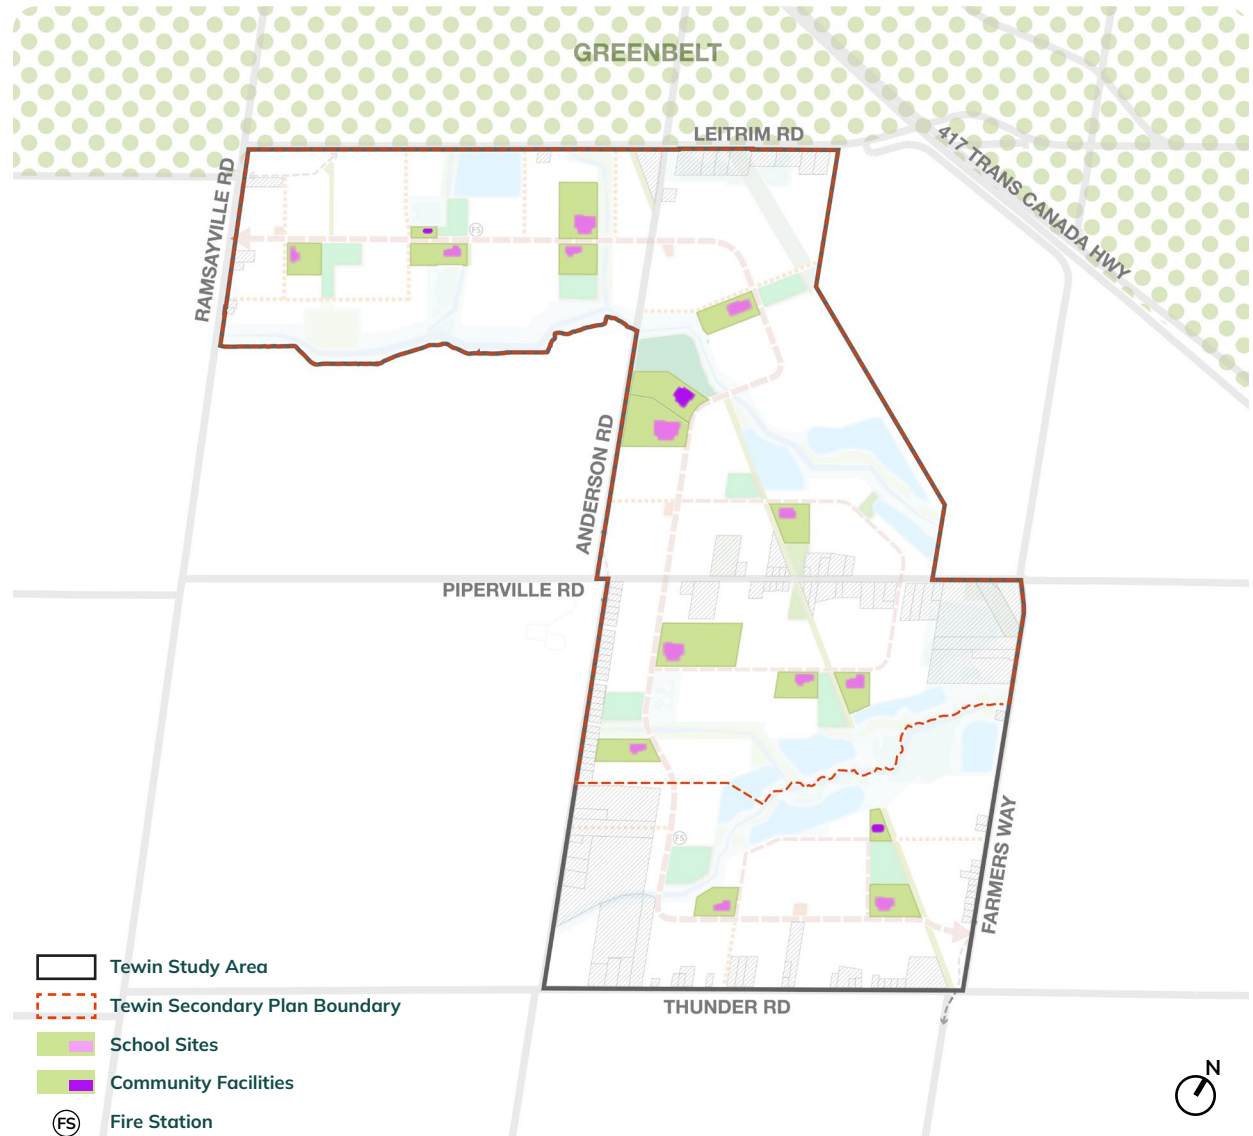 GREENBELT
LEITRIM RD
417 TRANS CANADA HWY
RAMSAYVILLE RD
FS
ANDERSON RD
PIPERVILLE RD
FS
FARMERS WAY
THUNDER RD
Tewin Study Area
Tewin Secondary Plan Boundary
School Sites
Community Facilities
FS Fire Station
N